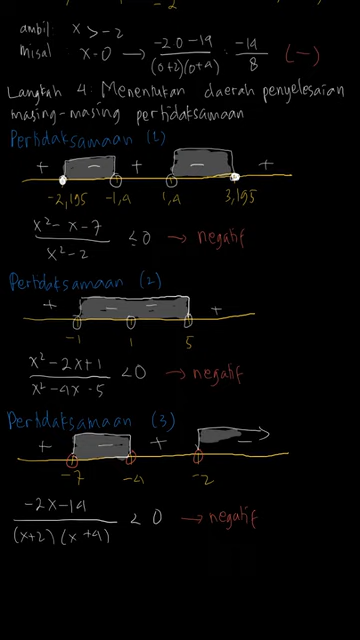 -2
ambil: x > -2
misal: x = 0 → -2.0-14 / (0+2)(0+4) = -14/8 (-)
Langkah 4: Menentukan daerah penyelesaian
masing-masing pertidaksamaan
Pertidaksamaan (1)
+ - + - +
-2,195 -1,4 1,4 3,195
x² - x - 7 / x² - 2 ≤ 0 → negatif
Pertidaksamaan (2)
+ - - +
-1 1 5
x² - 2x + 1 / x² - 4x - 5 < 0 → negatif
Pertidaksamaan (3)
+ - + -
-7 -4 -2
-2x - 14 / (x+2)(x+4) < 0 → negatif